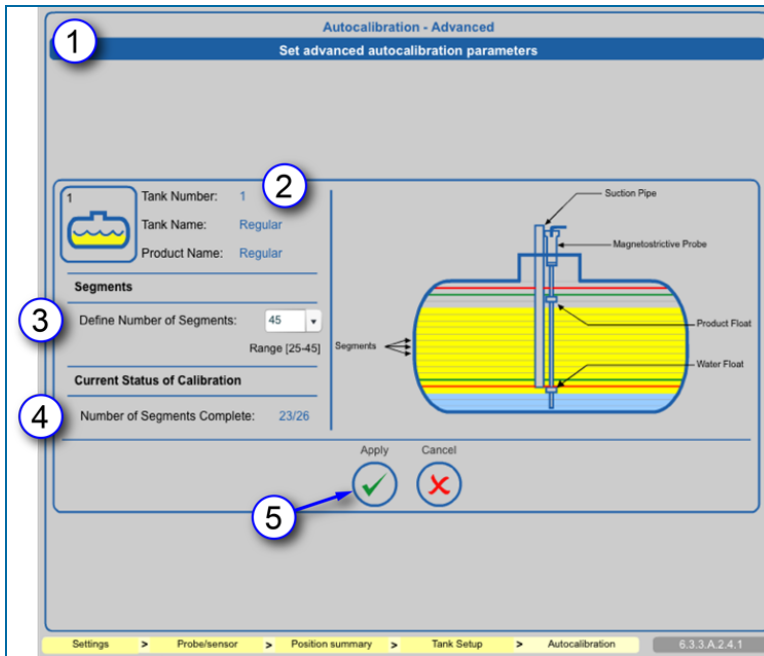 Autocalibration - Advanced
1
Set advanced autocalibration parameters
1
Tank Number: 1
2
Tank Name: Regular
Product Name: Regular
Segments
3
Define Number of Segments: 45
Range [25-45]
Current Status of Calibration
4
Number of Segments Complete: 23/26
Suction Pipe
Magnetostrictive Probe
Product Float
Segments
Water Float
Apply Cancel
5
Settings > Probe/sensor > Position summary > Tank Setup > Autocalibration 6.3.3.A.2.4.1